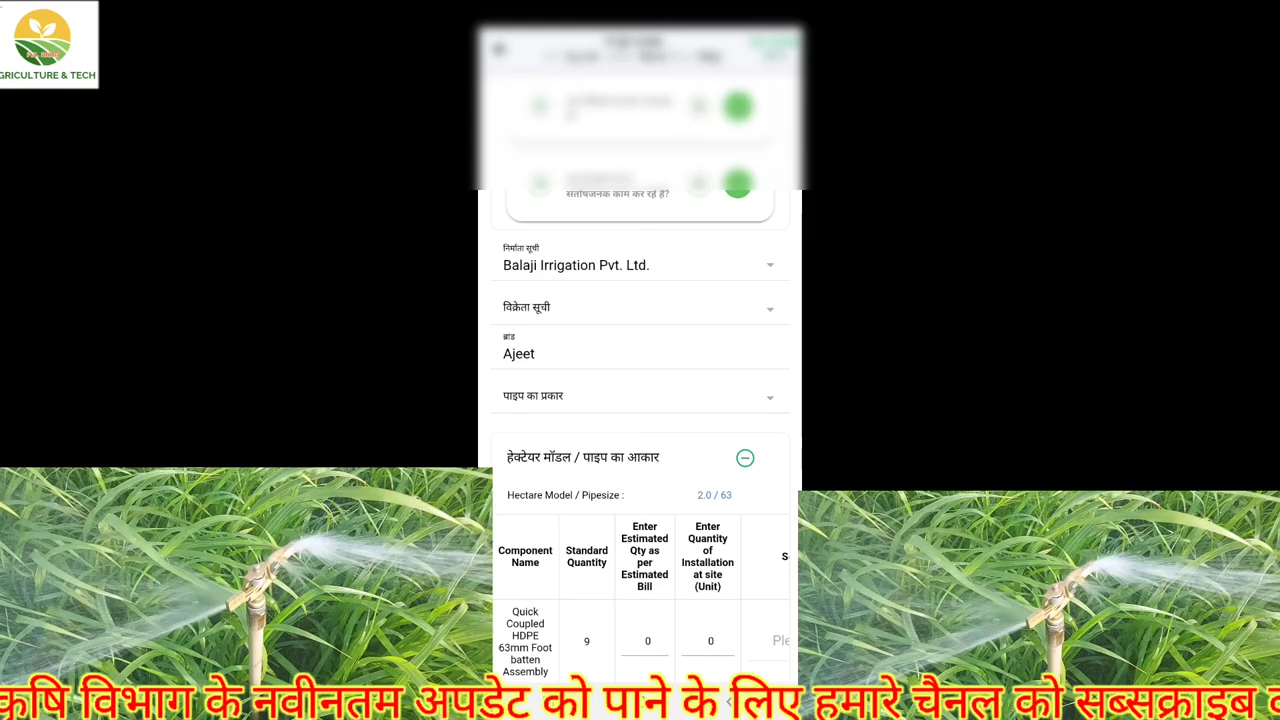 GRICULTURE & TECH
संतोषजनक काम कर रहे है?
निर्माता सूची
Balaji Irrigation Pvt. Ltd.
विक्रेता सूची
ब्रांड
Ajeet
पाइप का प्रकार
हेक्टेयर मॉडल / पाइप का आकार
Hectare Model / Pipesize :
2.0 / 63
Component Name
Standard Quantity
Enter Estimated Qty as per Estimated Bill
Enter Quantity of Installation at site (Unit)
S
Quick Coupled HDPE 63mm Foot batten Assembly
9
0
0
Ple
कृषि विभाग के नवीनतम अपडेट को पाने के लिए हमारे चैनल को सब्सक्राइब